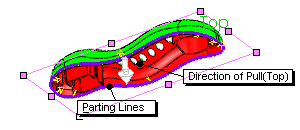 Top
Direction of Pull(Top)
Parting Lines